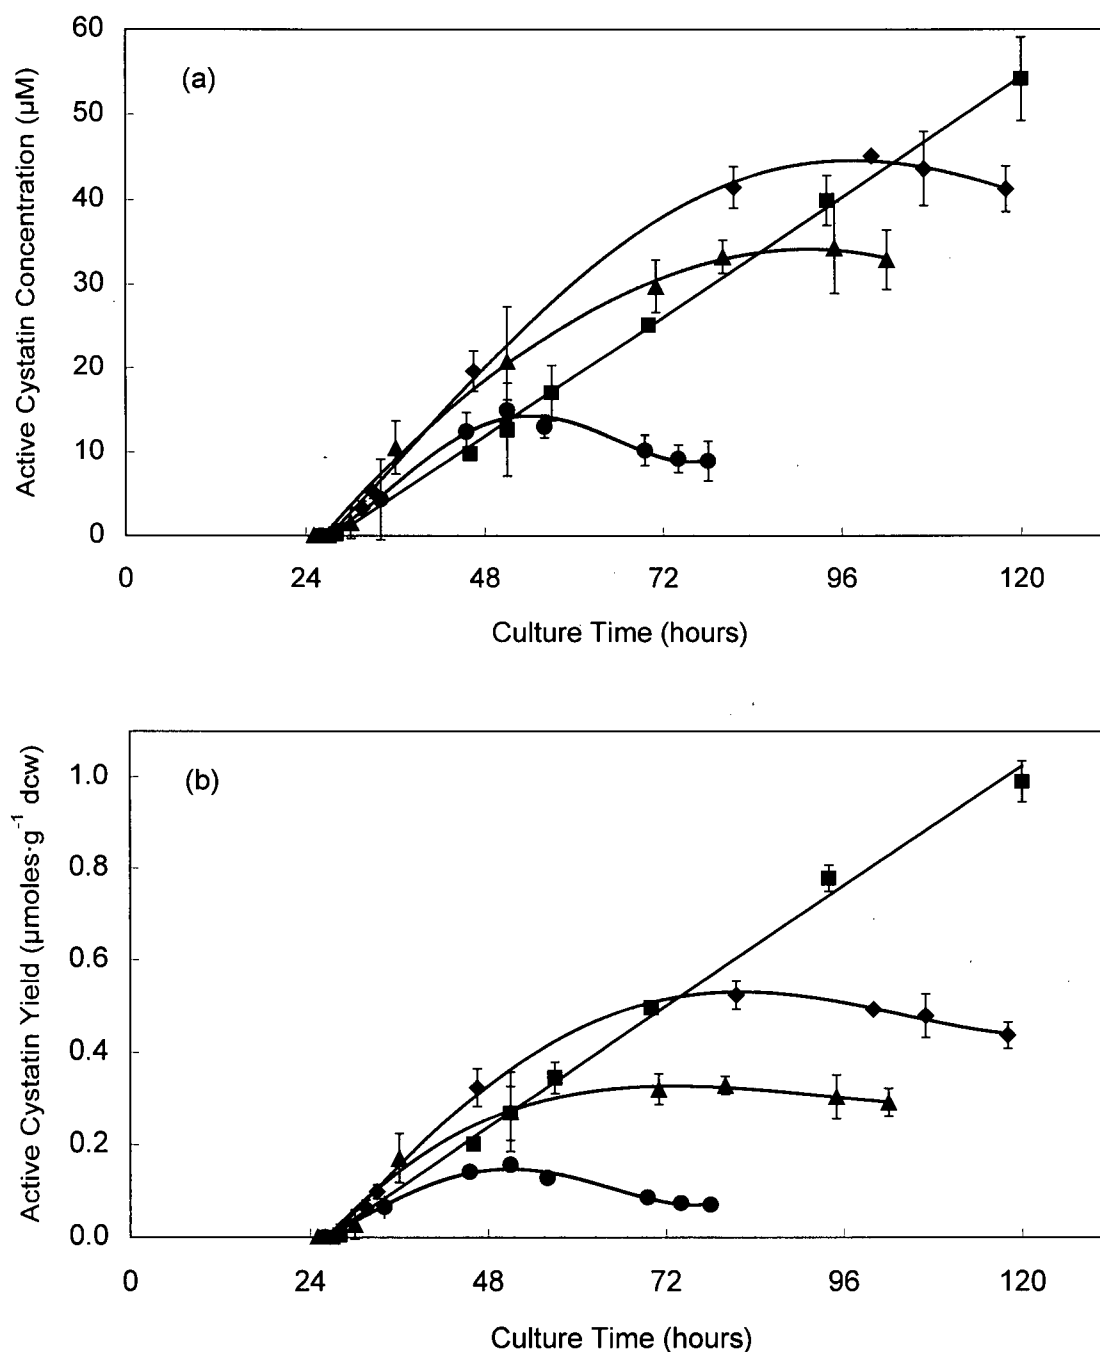 (a)
Active Cystatin Concentration (µM)
60
50
40
30
20
10
0
0 24 48 72 96 120
Culture Time (hours)
(b)
Active Cystatin Yield (µmoles·g⁻¹ dcw)
1.0
0.8
0.6
0.4
0.2
0.0
0 24 48 72 96 120
Culture Time (hours)